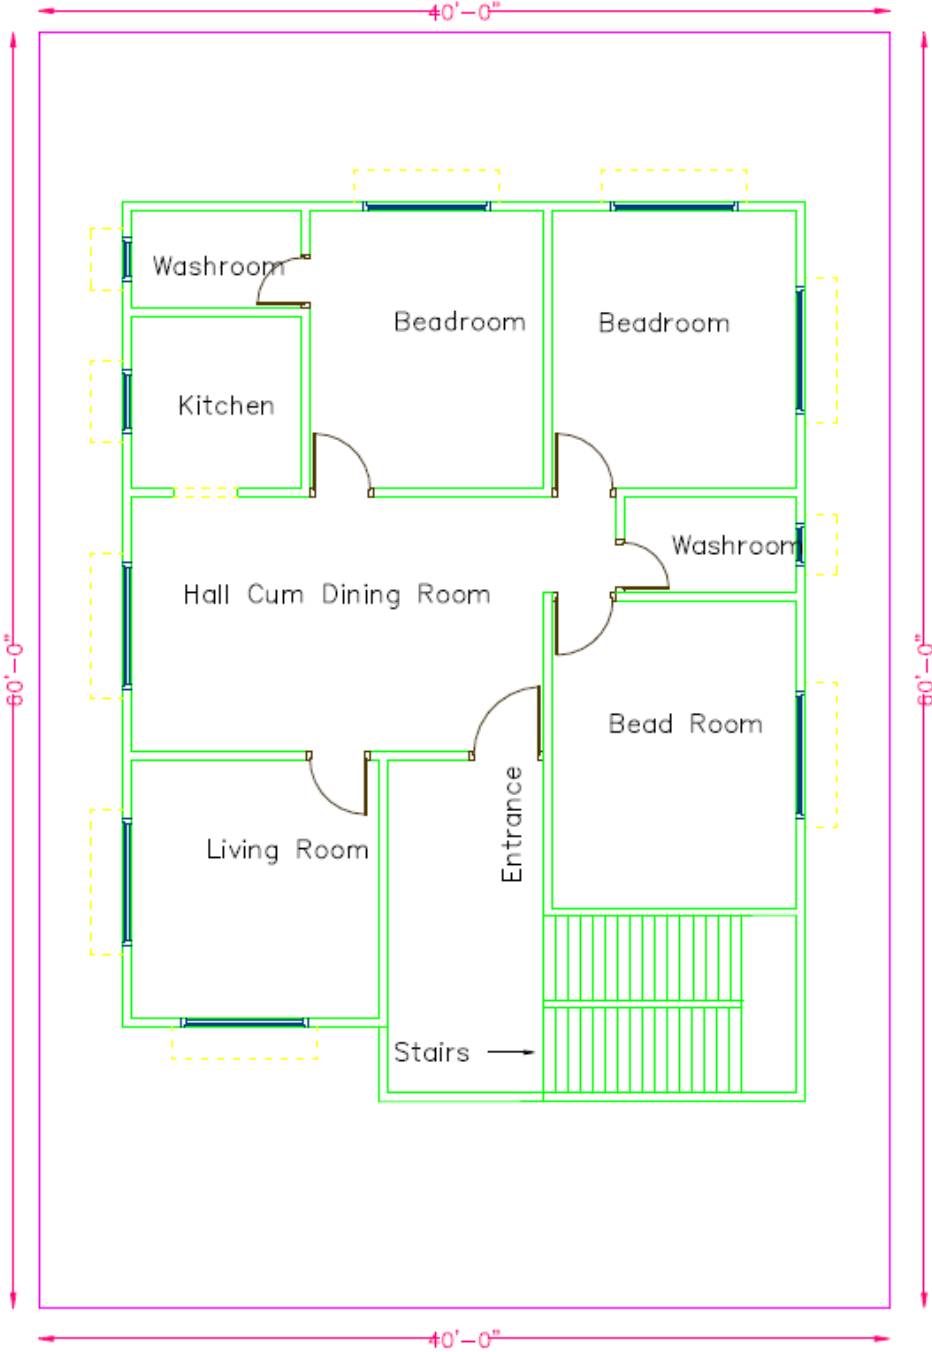 40'-0"
Washroom
Beadroom
Beadroom
Kitchen
Washroom
Hall Cum Dining Room
60'-0"
60'-0"
Bead Room
Entrance
Living Room
Stairs
40'-0"